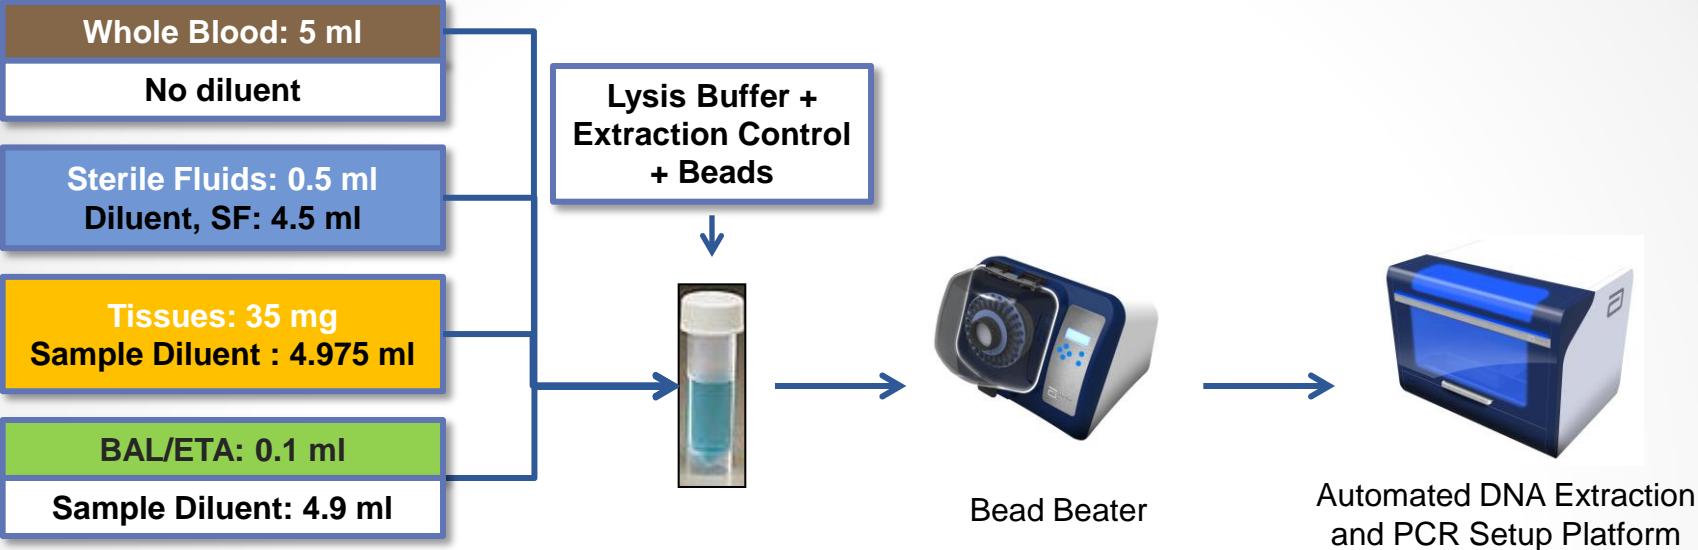 Whole Blood: 5 ml
No diluent
Sterile Fluids: 0.5 ml
Diluent, SF: 4.5 ml
Tissues: 35 mg
Sample Diluent : 4.975 ml
BAL/ETA: 0.1 ml
Sample Diluent: 4.9 ml
Lysis Buffer +
Extraction Control
+ Beads
Bead Beater
Automated DNA Extraction
and PCR Setup Platform